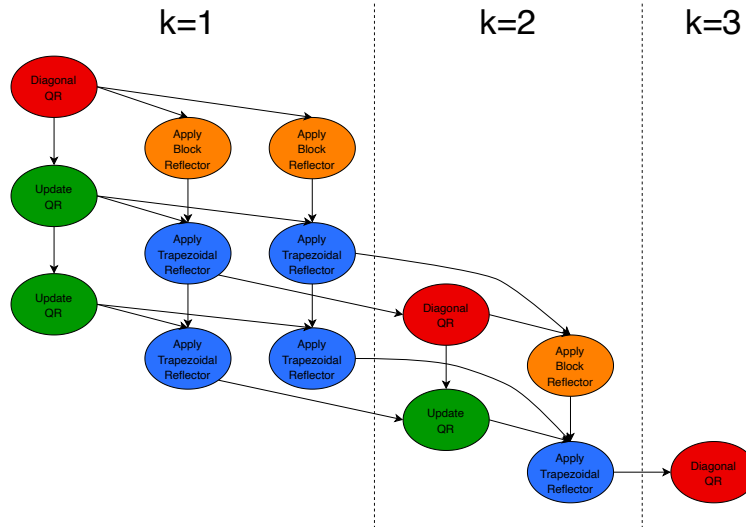 k=1
k=2
k=3
Diagonal
QR
Apply
Block
Reflector
Apply
Block
Reflector
Update
QR
Apply
Trapezoidal
Reflector
Apply
Trapezoidal
Reflector
Update
QR
Diagonal
QR
Apply
Trapezoidal
Reflector
Apply
Trapezoidal
Reflector
Apply
Block
Reflector
Update
QR
Apply
Trapezoidal
Reflector
Diagonal
QR